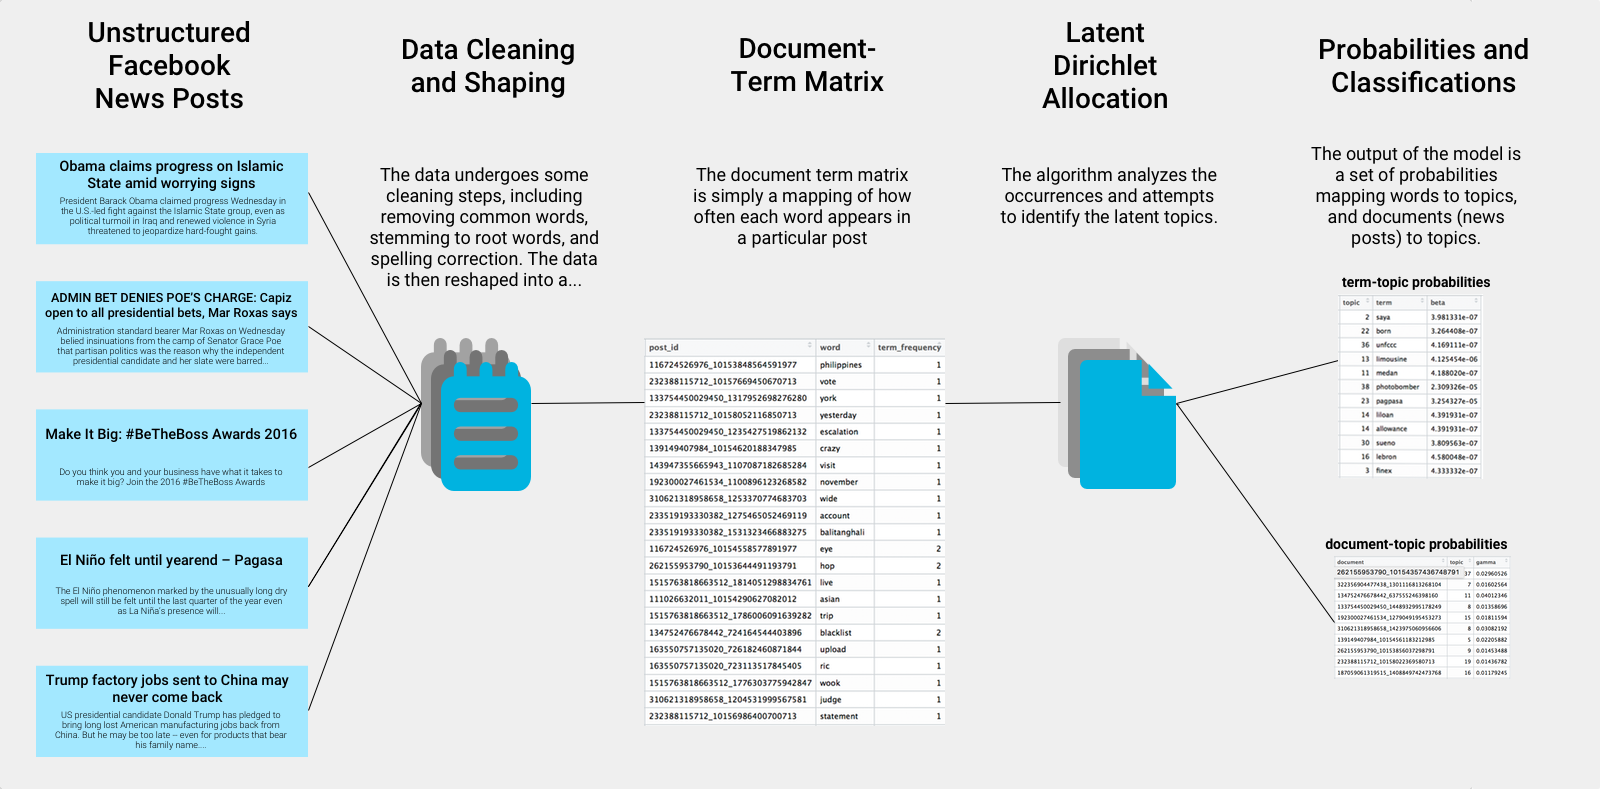 Unstructured
Facebook
News Posts
Obama claims progress on Islamic
State amid worrying signs
President Barack Obama claimed progress Wednesday in
the U.S.-led fight against the Islamic State group, even as
political turmoil in Iraq and renewed violence in Syria
threatened to jeopardize hard-fought gains.
ADMIN BET DENIES POE'S CHARGE: Capiz
open to all presidential bets, Mar Roxas says
Administration standard bearer Mar Roxas on Wednesday
belied insinuations from the camp of Senator Grace Poe
that partisan politics was the reason why the independent
presidential candidate and her slate were barred...
Make It Big: #BeTheBoss Awards 2016
Do you think you and your business have what it takes to
make it big? Join the 2016 #BeTheBoss Awards
El Niño felt until yearend – Pagasa
The El Niño phenomenon marked by the unusually long dry
spell will still be felt until the last quarter of the year even
as La Niña's presence will...
Trump factory jobs sent to China may
never come back
US presidential candidate Donald Trump has pledged to
bring long lost American manufacturing jobs back from
China. But he may be too late – even for products that bear
his family name....
Data Cleaning
and Shaping
The data undergoes some
cleaning steps, including
removing common words,
stemming to root words, and
spelling correction. The data
is then reshaped into a...
Document-
Term Matrix
The document term matrix
is simply a mapping of how
often each word appears in
a particular post
post_id word term_frequency
116724526976_10153848564591977 philippines 1
232388115712_10157669450670713 vote 1
133754450029450_1317952698276280 york 1
232388115712_10158052116850713 yesterday 1
133754450029450_1235427519862132 escalation 1
139149407984_10154620188347985 crazy 1
143947355665943_1107087182685284 visit 1
192300027461534_1100896123268582 november 1
310621318958658_1253370774683703 wide 1
233519193330382_1275465052469119 account 1
233519193330382_1531323466883275 balitanghali 1
116724526976_10154558577891977 eye 2
262155953790_10153644491193791 hop 2
1515763818663512_1814051298834761 live 1
111026632011_10154290627082012 asian 1
1515763818663512_1786006091639282 trip 1
134752476678442_724164544403896 blacklist 2
163550757135020_726182460871844 upload 1
163550757135020_723113517845405 ric 1
1515763818663512_1776303775942847 wook 1
310621318958658_1204531999567581 judge 1
232388115712_10156986400700713 statement 1
Latent
Dirichlet
Allocation
The algorithm analyzes the
occurrences and attempts
to identify the latent topics.
Probabilities and
Classifications
The output of the model is
a set of probabilities
mapping words to topics,
and documents (news
posts) to topics.
term-topic probabilities
topic term beta
2 saya 3.981331e-07
22 born 3.264408e-07
36 unfccc 4.169111e-07
13 limousine 4.125454e-06
11 medan 4.188020e-07
38 photobomber 2.309326e-05
23 pagpasa 3.254327e-05
14 liloan 4.391931e-07
14 allowance 4.391931e-07
30 sueno 3.809563e-07
16 lebron 4.580048e-07
3 finex 4.333332e-07
document-topic probabilities
document topic gamma
262155953790_10154357436748791 37 0.02960526
322356904477438_1301116813268104 7 0.01602564
134752476678442_637555246398160 11 0.04012346
133754450029450_1448932995178249 8 0.01358696
192300027461534_1279049195453273 15 0.01811594
310621318958658_1423975060956606 8 0.03082192
139149407984_10154561183212985 5 0.02205882
262155953790_10153856037298791 9 0.01453488
232388115712_10158022369580713 19 0.01436782
187059061319515_1408849742473768 16 0.01179245